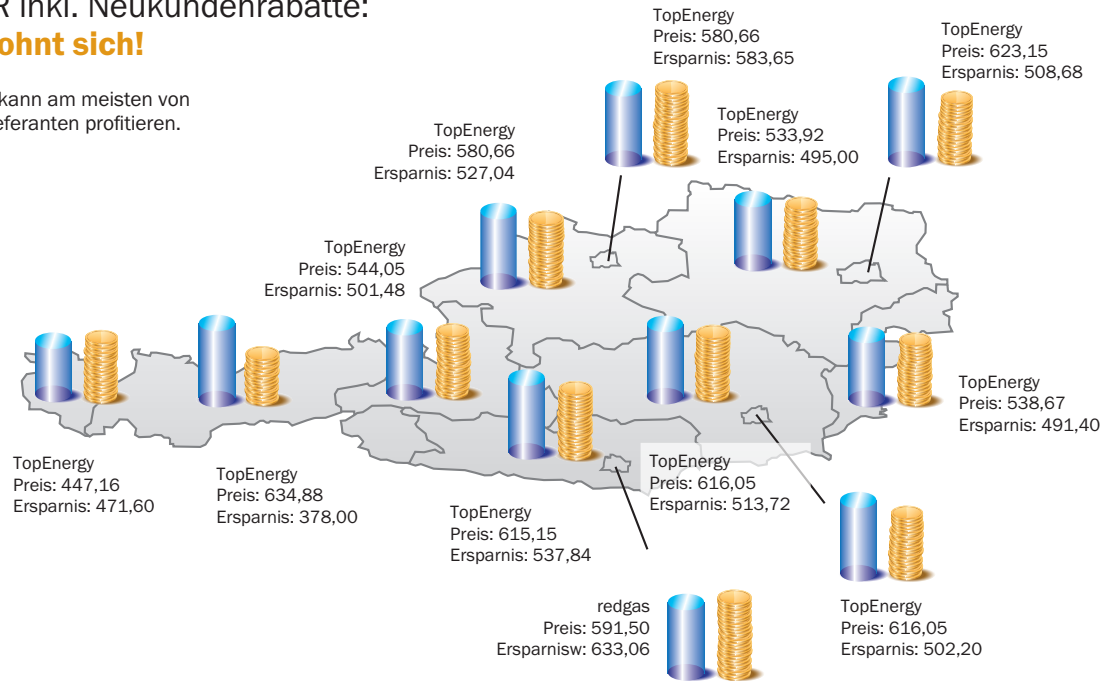 R inkl. Neukundenrabatte:
ohnt sich!
kann am meisten von
eferanten profitieren.
TopEnergy
Preis: 580,66
Ersparnis: 583,65
TopEnergy
Preis: 623,15
Ersparnis: 508,68
TopEnergy
Preis: 533,92
Ersparnis: 495,00
TopEnergy
Preis: 580,66
Ersparnis: 527,04
TopEnergy
Preis: 544,05
Ersparnis: 501,48
TopEnergy
Preis: 538,67
Ersparnis: 491,40
TopEnergy
Preis: 447,16
Ersparnis: 471,60
TopEnergy
Preis: 634,88
Ersparnis: 378,00
TopEnergy
Preis: 615,15
Ersparnis: 537,84
TopEnergy
Preis: 616,05
Ersparnis: 513,72
redgas
Preis: 591,50
Ersparnisw: 633,06
TopEnergy
Preis: 616,05
Ersparnis: 502,20